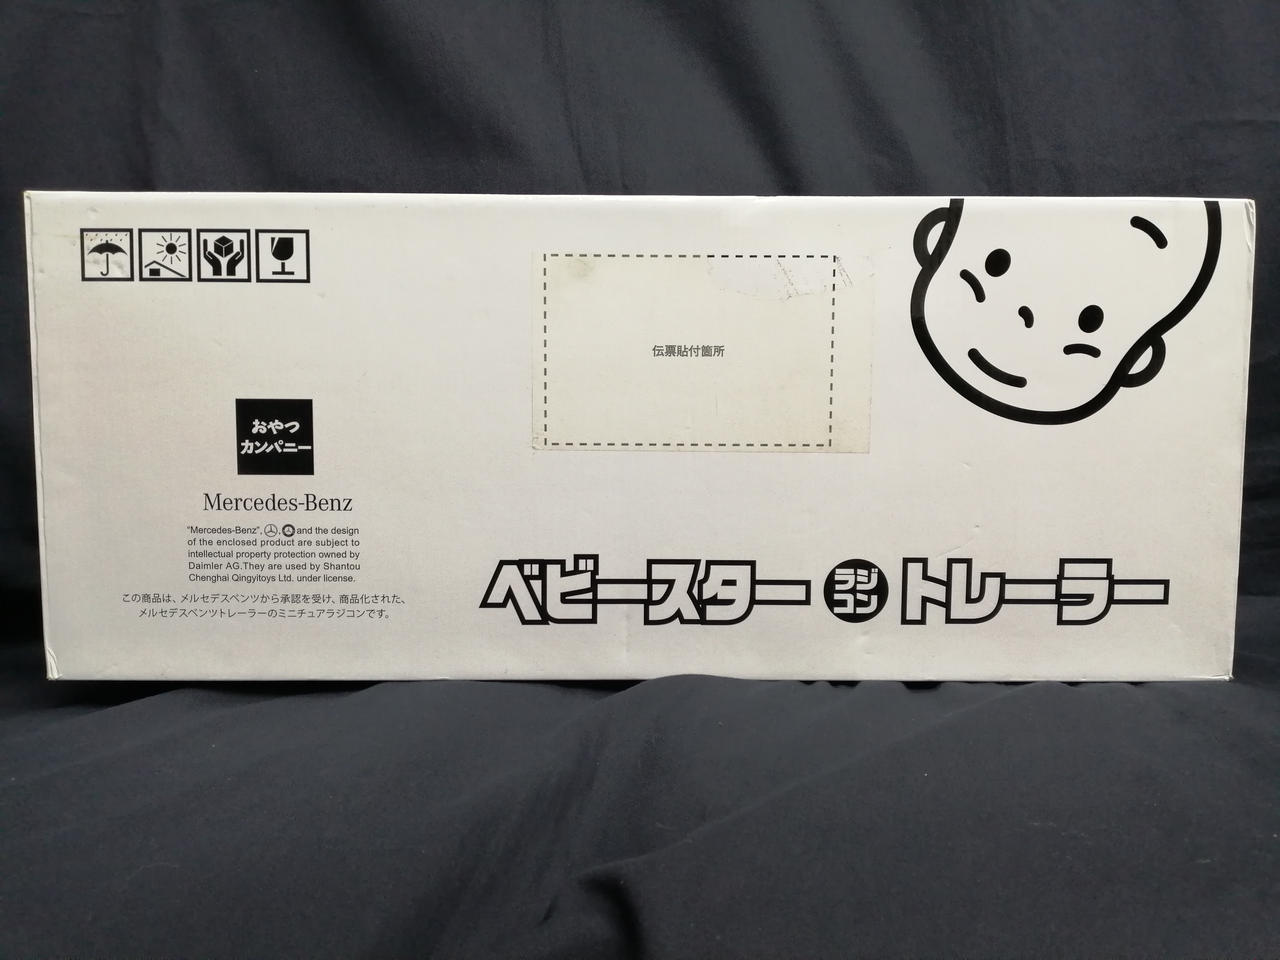 伝票貼付箇所
おやつ
カンパニー
Mercedes-Benz
"Mercedes-Benz", , and the design
of the enclosed product are subject to
intellectual property protection owned by
Daimler AG.They are used by Shantou
Chenghai Qingyitoys Ltd. under license.
この商品は、メルセデスベンツから承認を受け、商品化された、
メルセデスベンツトレーラーのミニチュアラジコンです。
ベビースター ラジコン トレーラー